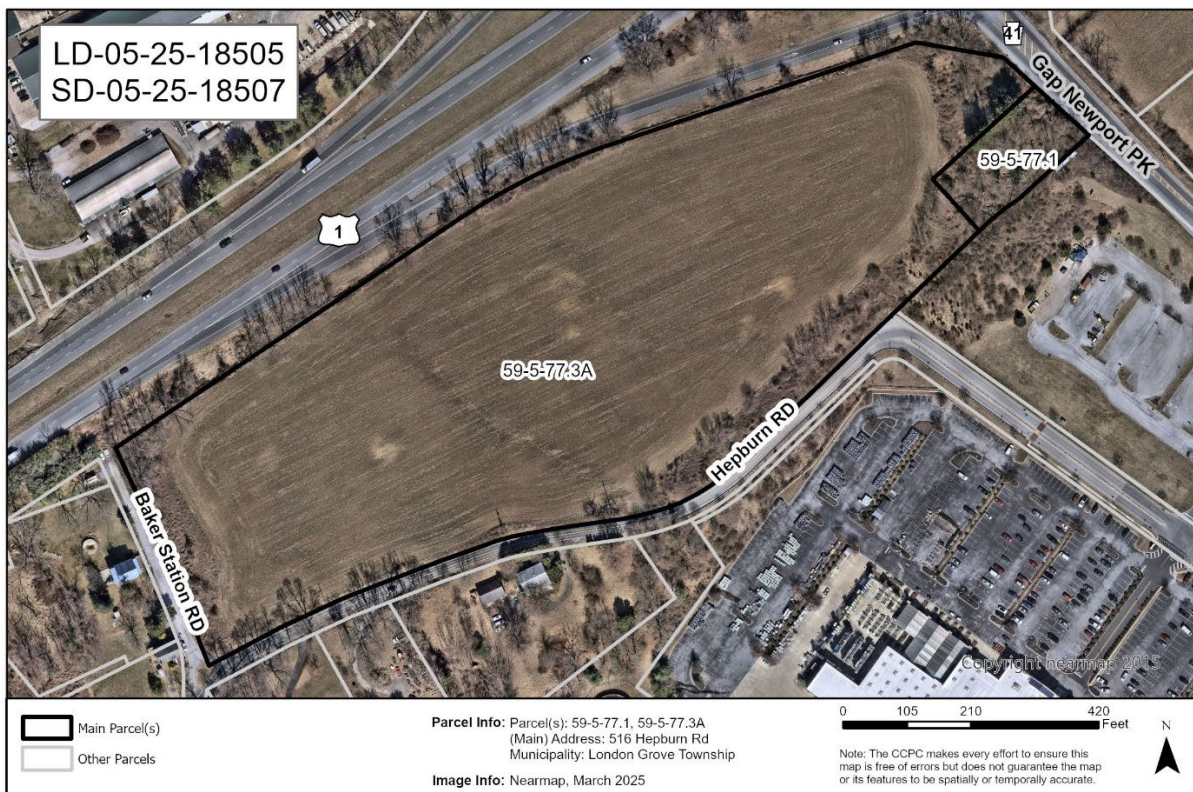 LD-05-25-18505
SD-05-25-18507
41
Gap Newport PK
59-5-77.1
1
59-5-77.3A
Hepburn RD
Baker Station RD
Copyright nearmap 2015
Main Parcel(s)
Other Parcels
Parcel Info: Parcel(s): 59-5-77.1, 59-5-77.3A
(Main) Address: 516 Hepburn Rd
Municipality: London Grove Township
Image Info: Nearmap, March 2025
0 105 210 420
Feet
Note: The CCPC makes every effort to ensure this
map is free of errors but does not guarantee the map
or its features to be spatially or temporally accurate.
N